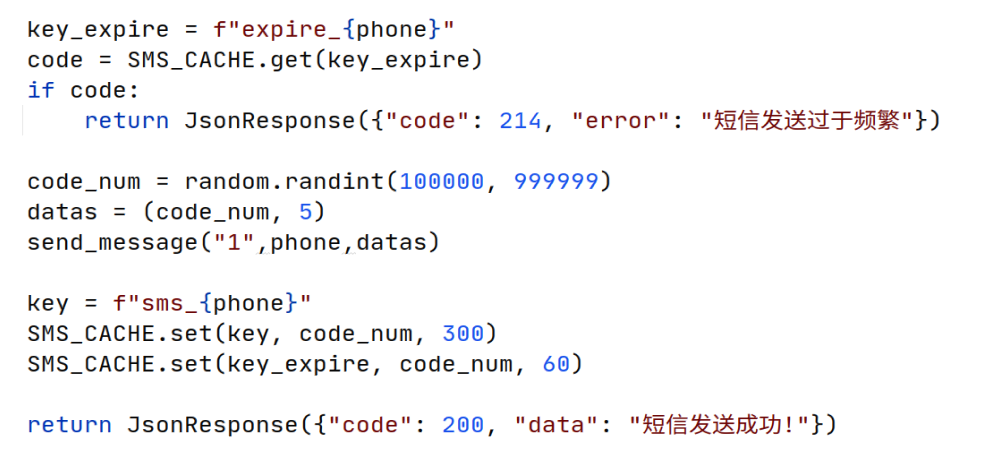 key_expire = f"expire_{phone}"
code = SMS_CACHE.get(key_expire)
if code:
    return JsonResponse({"code": 214, "error": "短信发送过于频繁"})
code_num = random.randint(100000, 999999)
datas = (code_num, 5)
send_message("1",phone,datas)
key = f"sms_{phone}"
SMS_CACHE.set(key, code_num, 300)
SMS_CACHE.set(key_expire, code_num, 60)
return JsonResponse({"code": 200, "data": "短信发送成功!"})